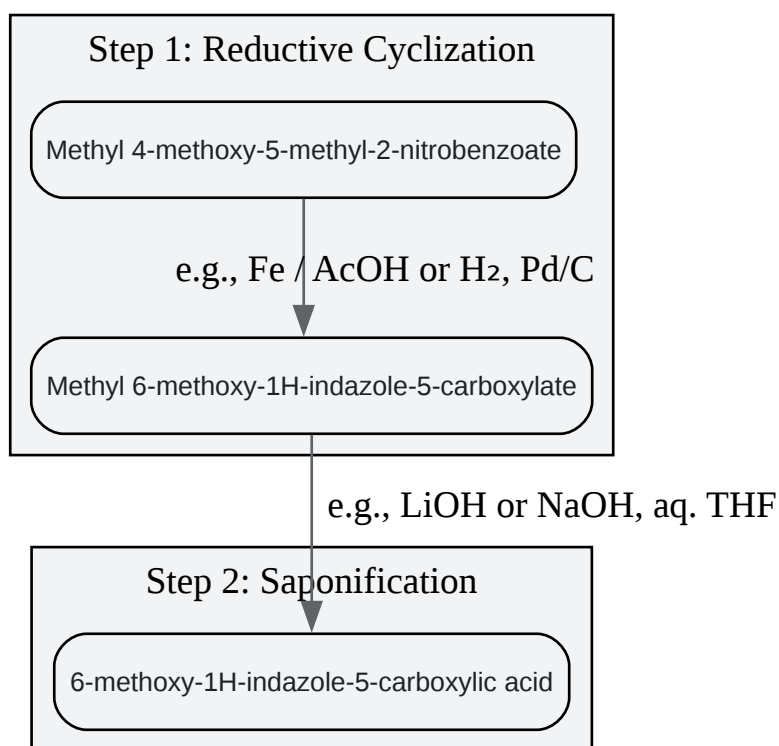 Step 1: Reductive Cyclization
Methyl 4-methoxy-5-methyl-2-nitrobenzoate
e.g., Fe / AcOH or H₂, Pd/C
Methyl 6-methoxy-1H-indazole-5-carboxylate
e.g., LiOH or NaOH, aq. THF
Step 2: Saponification
6-methoxy-1H-indazole-5-carboxylic acid